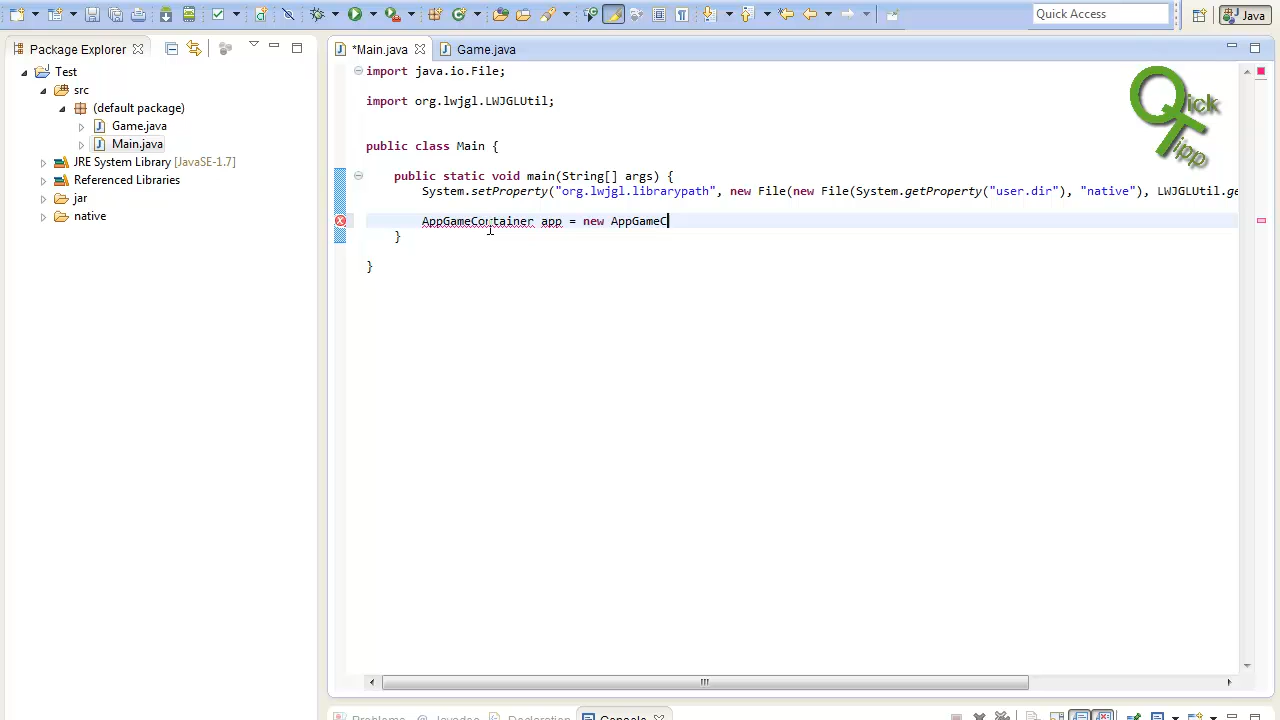 Quick Access
Java
Package Explorer
Test
src
(default package)
Game.java
Main.java
JRE System Library [JavaSE-1.7]
Referenced Libraries
jar
native
*Main.java
Game.java
import java.io.File;
import org.lwjgl.LWJGLUtil;
public class Main {
public static void main(String[] args) {
System.setProperty("org.lwjgl.librarypath", new File(new File(System.getProperty("user.dir"), "native"), LWJGLUtil.ge
AppGameContainer app = new AppGameC
}
}
Quick
Tipp
Problems
Javadoc
Declaration
Console